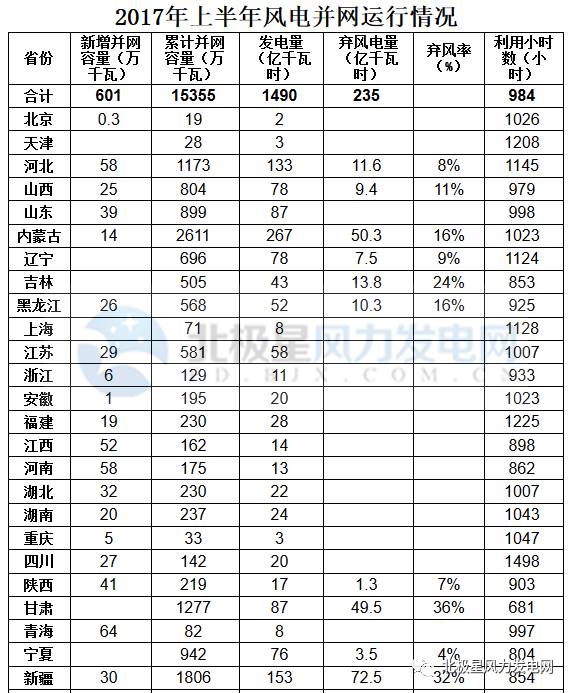 2017年上半年风电并网运行情况
省份 新增并网容量(万千瓦) 累计并网容量(万千瓦) 发电量(亿千瓦时) 弃风电量(亿千瓦时) 弃风率(%) 利用小时数(小时)
合计 601 15355 1490 235 984
北京 0.3 19 2 1026
天津 28 3 1208
河北 58 1173 133 11.6 8% 1145
山西 25 804 78 9.4 11% 979
山东 39 899 87 998
内蒙古 14 2611 267 50.3 16% 1023
辽宁 696 78 7.5 9% 1124
吉林 505 43 13.8 24% 853
黑龙江 26 568 52 10.3 16% 925
上海 71 8 1128
江苏 29 581 58 1007
浙江 6 129 11 933
安徽 1 195 20 1023
福建 19 230 28 1225
江西 52 162 14 898
河南 58 175 13 862
湖北 32 230 22 1007
湖南 20 237 24 1043
重庆 5 33 3 1047
四川 27 142 20 1498
陕西 41 219 17 1.3 7% 903
甘肃 1277 87 49.5 36% 681
青海 64 82 8 997
宁夏 942 76 3.5 4% 804
新疆 30 1806 153 72.5 32% 854
北极星风力发电网
FD.BJX.COM.CN
北极星风力发电网